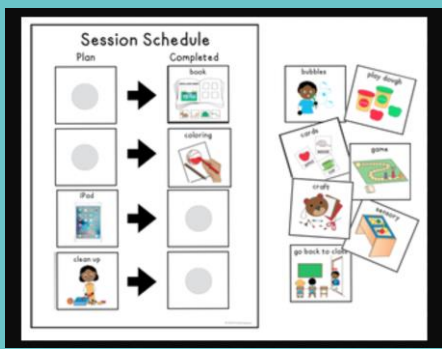 Session Schedule
Plan Completed
book
coloring
iPad
clean up
bubbles
play dough
cards
game
craft
sensory
go back to class